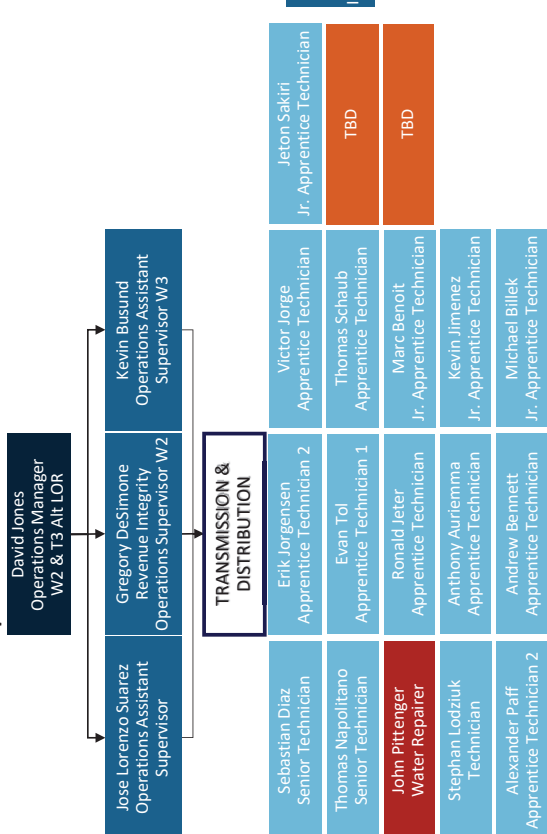 David Jones
Operations Manager
W2 & T3 Alt LOR
Jose Lorenzo Suarez
Operations Assistant
Supervisor
Gregory DeSimone
Revenue Integrity
Operations Supervisor W2
Kevin Busund
Operations Assistant
Supervisor W3
TRANSMISSION &
DISTRIBUTION
Sebastian Diaz
Senior Technician
Erik Jorgensen
Apprentice Technician 2
Victor Jorge
Apprentice Technician
Jeton Sakiri
Jr. Apprentice Technician
Thomas Napolitano
Senior Technician
Evan Tol
Apprentice Technician 1
Thomas Schaub
Apprentice Technician
TBD
John Pittenger
Water Repairer
Ronald Jeter
Apprentice Technician
Marc Benoit
Jr. Apprentice Technician
TBD
Stephan Lodziuk
Technician
Anthony Aurlemma
Apprentice Technician
Kevin Jimenez
Jr. Apprentice Technician
Alexander Paff
Apprentice Technician 2
Andrew Bennett
Apprentice Technician
Michael Billek
Jr. Apprentice Technician